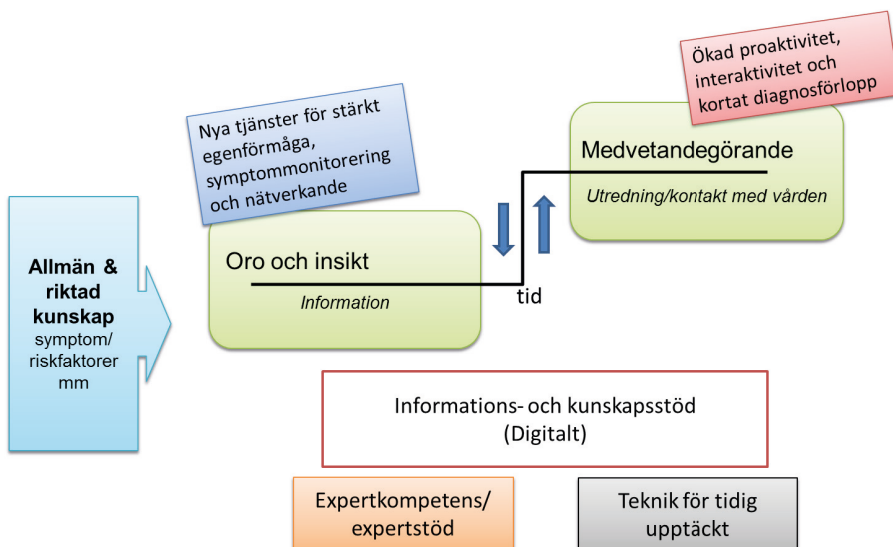 Ökad proaktivitet,
interaktivitet och
kortat diagnosförlopp
Nya tjänster för stärkt
egenförmåga,
symptommonitorering
och nätverkande
Medvetandegörande
Utredning/kontakt med vården
Allmän &
riktad
kunskap
symptom/
riskfaktorer
mm
Oro och insikt
Information
tid
Informations- och kunskapsstöd
(Digitalt)
Expertkompetens/
expertstöd
Teknik för tidig
upptäckt